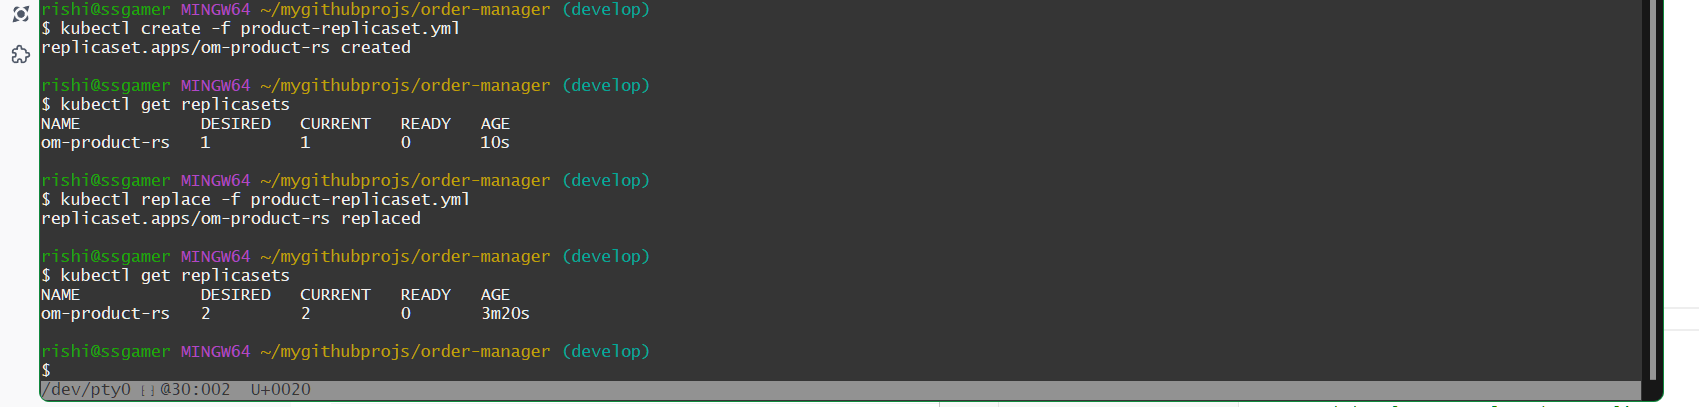 rishi@ssgamer MINGW64 ~/mygithubprojs/order-manager (develop)
$ kubectl create -f product-replicaset.yml
replicaset.apps/om-product-rs created
rishi@ssgamer MINGW64 ~/mygithubprojs/order-manager (develop)
$ kubectl get replicasets
NAME DESIRED CURRENT READY AGE
om-product-rs 1 1 0 10s
rishi@ssgamer MINGW64 ~/mygithubprojs/order-manager (develop)
$ kubectl replace -f product-replicaset.yml
replicaset.apps/om-product-rs replaced
rishi@ssgamer MINGW64 ~/mygithubprojs/order-manager (develop)
$ kubectl get replicasets
NAME DESIRED CURRENT READY AGE
om-product-rs 2 2 0 3m20s
rishi@ssgamer MINGW64 ~/mygithubprojs/order-manager (develop)
$
/dev/pty0 @30:002 U+0020